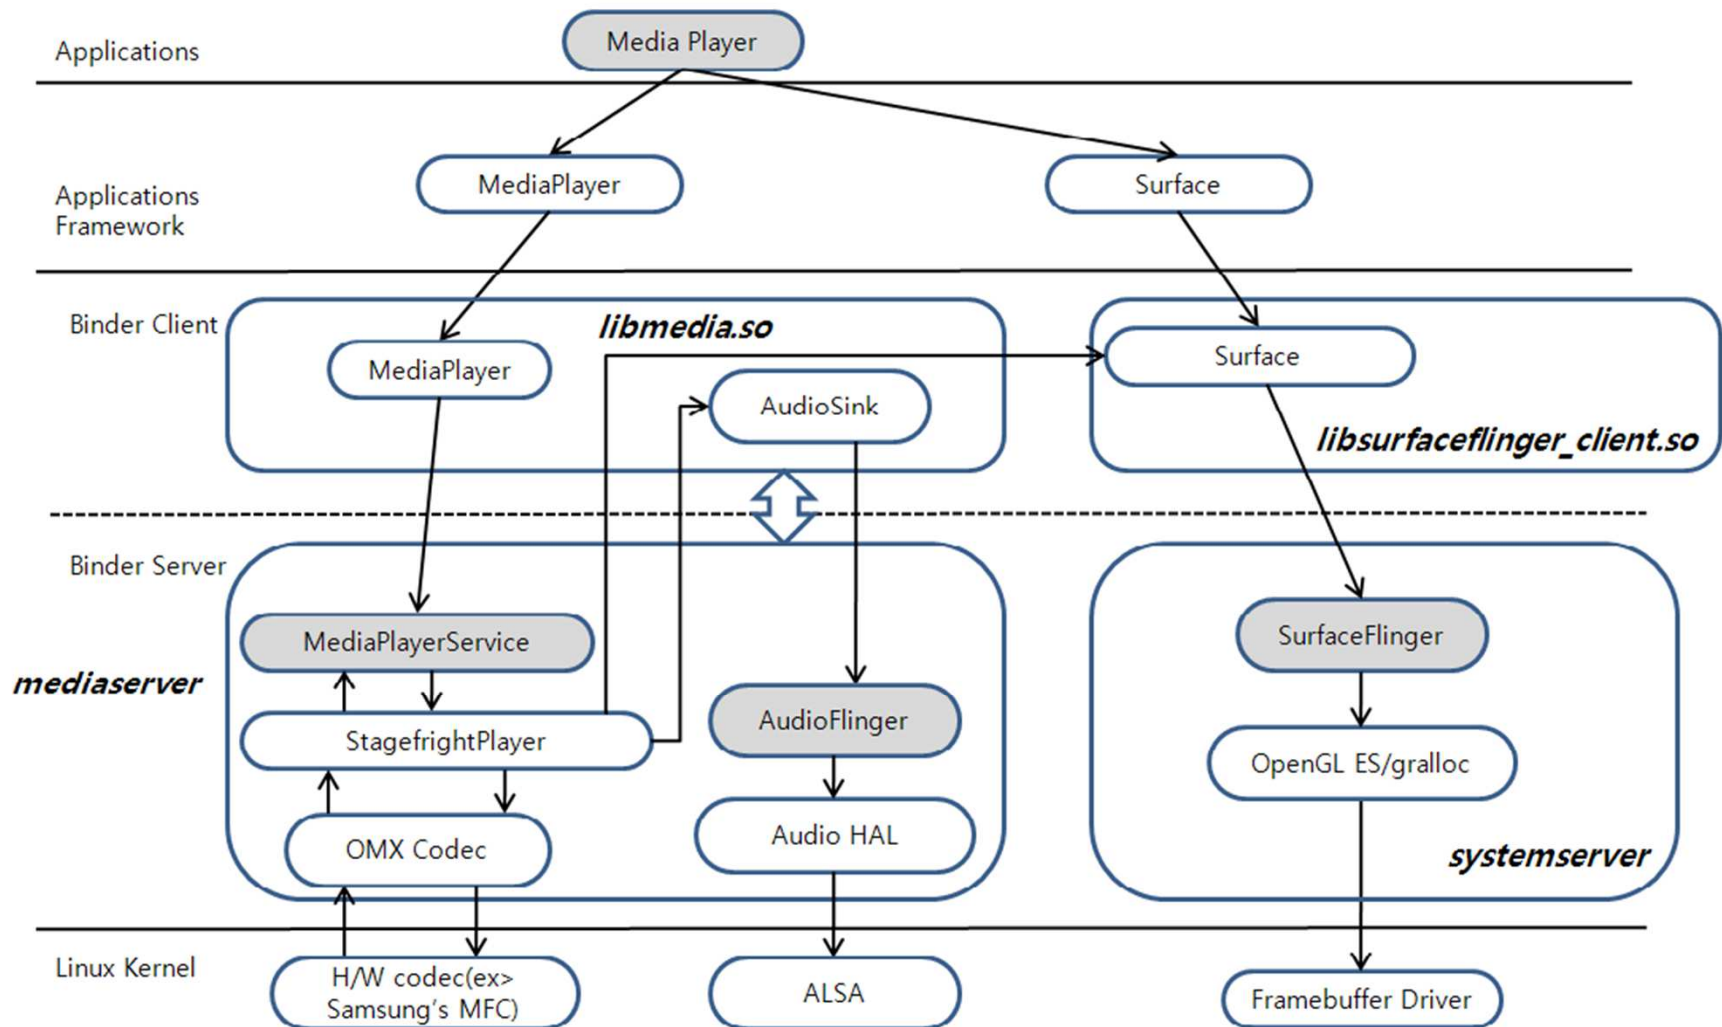 Applications
Media Player
Applications
Framework
MediaPlayer
Surface
Binder Client
libmedia.so
MediaPlayer
AudioSink
Surface
libsurfaceflinger_client.so
Binder Server
mediaserver
MediaPlayerService
StagefrightPlayer
OMX Codec
AudioFlinger
Audio HAL
SurfaceFlinger
OpenGL ES/gralloc
systemserver
Linux Kernel
H/W codec(ex>
Samsung's MFC)
ALSA
Framebuffer Driver